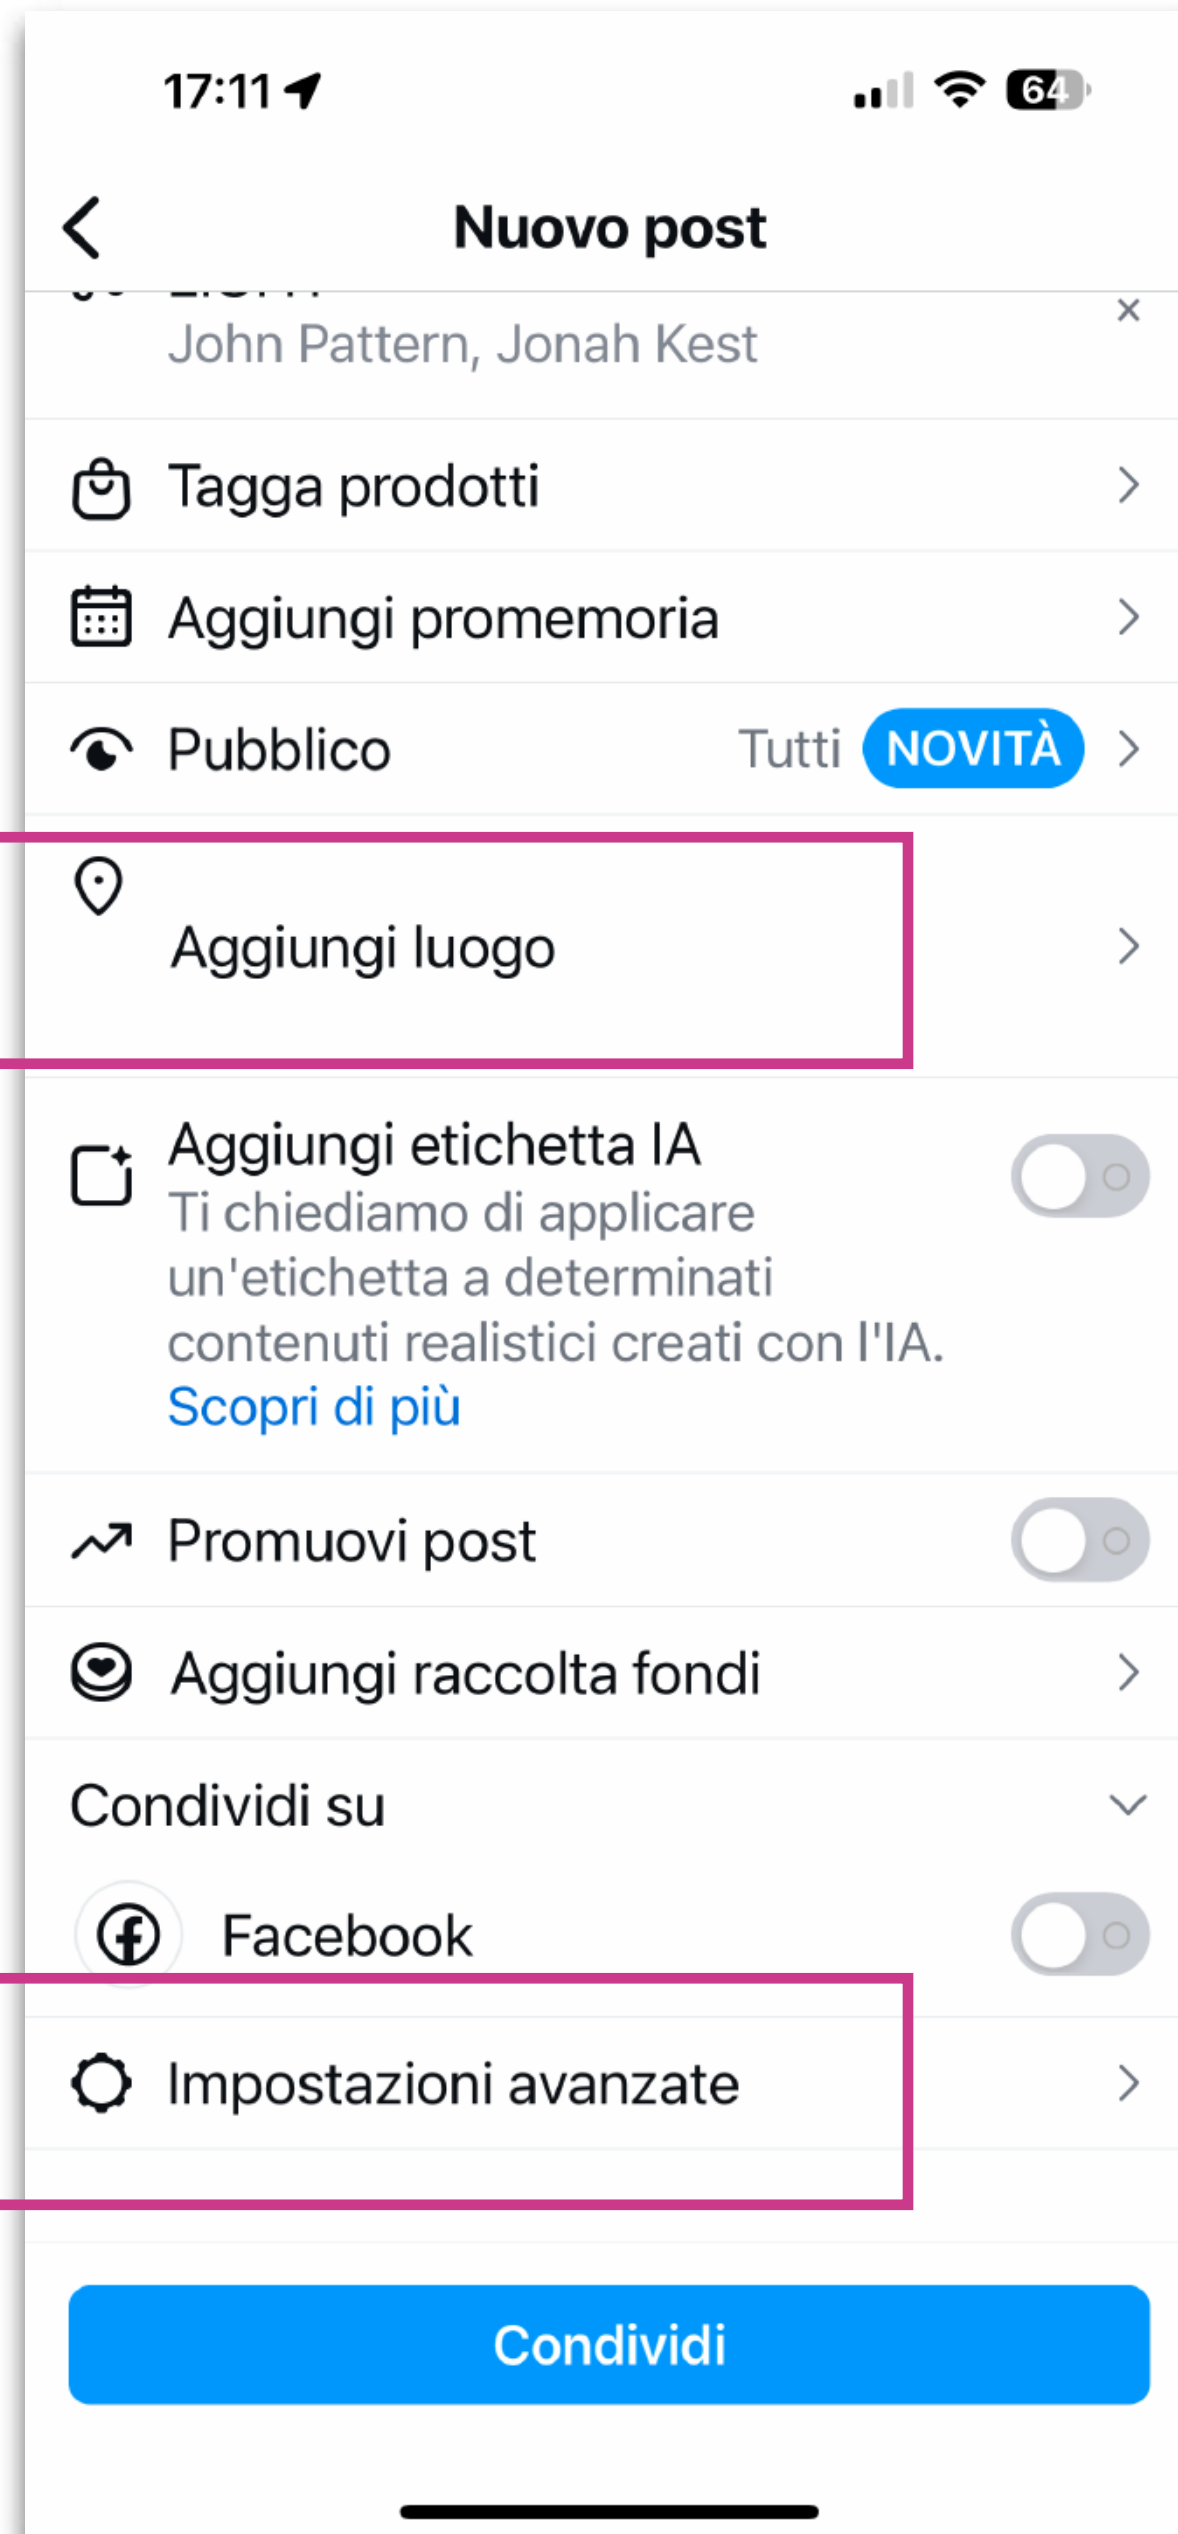 17:11
64
Nuovo post
John Pattern, Jonah Kest
Tagga prodotti
Aggiungi promemoria
Pubblico Tutti NOVITÀ
Aggiungi luogo
Aggiungi etichetta IA
Ti chiediamo di applicare
un'etichetta a determinati
contenuti realistici creati con l'IA.
Scopri di più
Promuovi post
Aggiungi raccolta fondi
Condividi su
Facebook
Impostazioni avanzate
Condividi